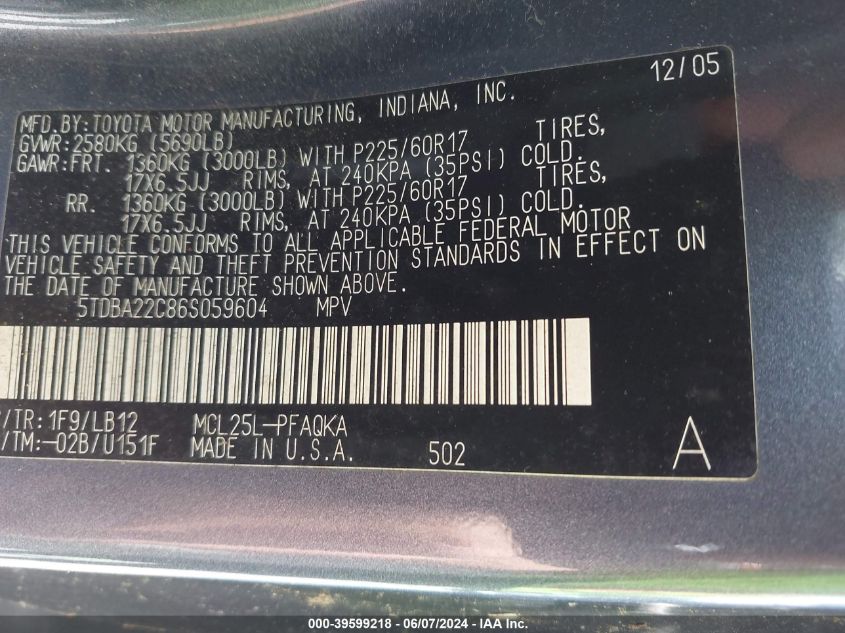 12/05
MFD.BY:TOYOTA MOTOR MANUFACTURING, INDIANA, INC.
GVWR:2580KG (5690LB)
GAWR:FRT. 1360KG (3000LB) WITH P225/60R17 TIRES,
17X6.5JJ RIMS, AT 240KPA (35PSI) COLD.
RR. 1360KG (3000LB) WITH P225/60R17 TIRES,
17X6.5JJ RIMS, AT 240KPA (35PSI) COLD.
THIS VEHICLE CONFORMS TO ALL APPLICABLE FEDERAL MOTOR
VEHICLE SAFETY AND THEFT PREVENTION STANDARDS IN EFFECT ON
THE DATE OF MANUFACTURE SHOWN ABOVE.
5TDBA22C86S059604 MPV
/TR:1F9/LB12 MCL25L-PFAQKA
/TM:-02B/U151F MADE IN U.S.A. 502 A
000-39599218 - 06/07/2024 - IAA, Inc.